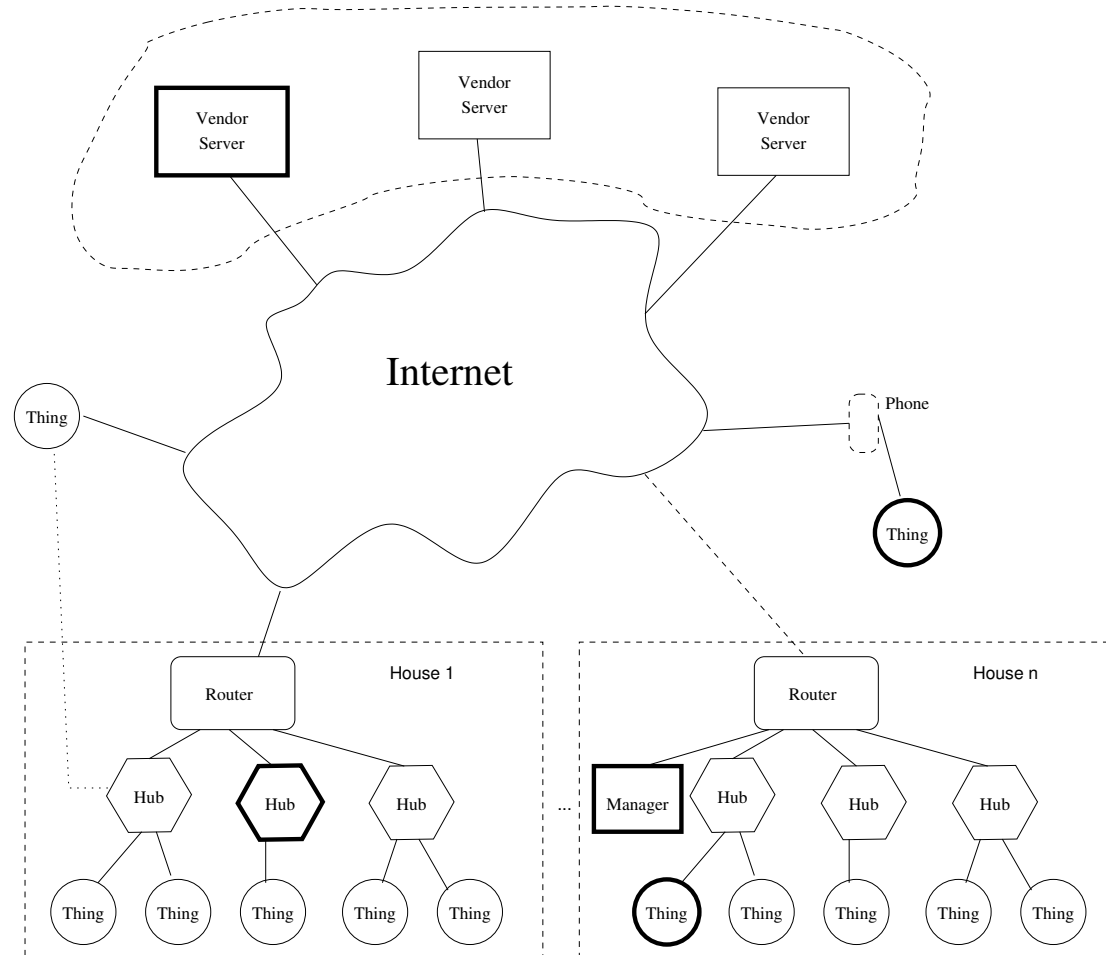 Vendor
Server
Vendor
Server
Vendor
Server
Internet
Thing
Phone
Thing
House 1
Router
Hub
Hub
Hub
Thing
Thing
Thing
Thing
Thing
...
House n
Router
Manager
Hub
Hub
Hub
Thing
Thing
Thing
Thing
Thing